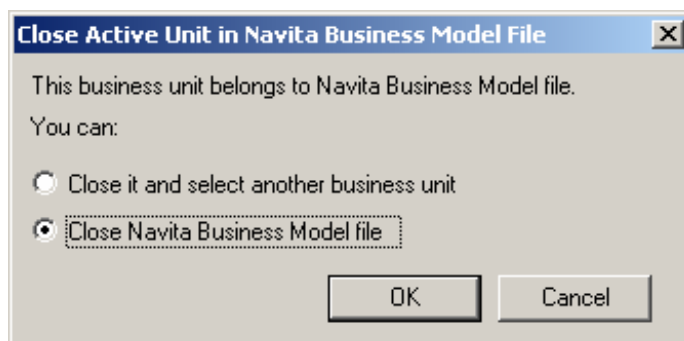 Close Active Unit in Navita Business Model File
This business unit belongs to Navita Business Model file.
You can:
Close it and select another business unit
Close Navita Business Model file
OK Cancel